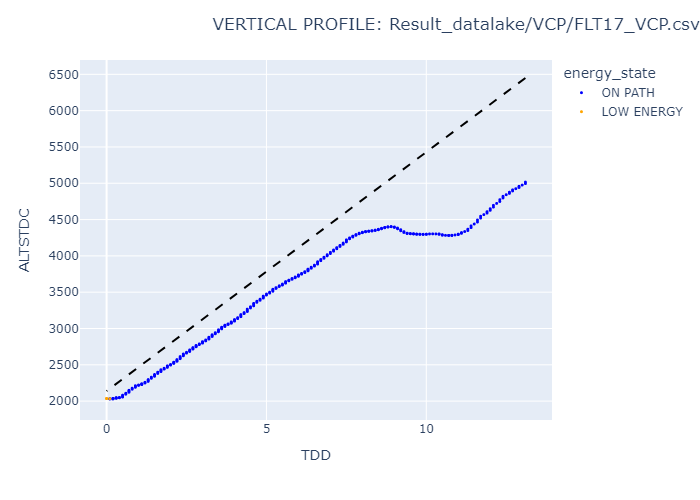 VERTICAL PROFILE: Result_datalake/VCP/FLT17_VCP.csv
energy_state
ON PATH
LOW ENERGY
ALTSTDC
6500
6000
5500
5000
4500
4000
3500
3000
2500
2000
0 5 10
TDD